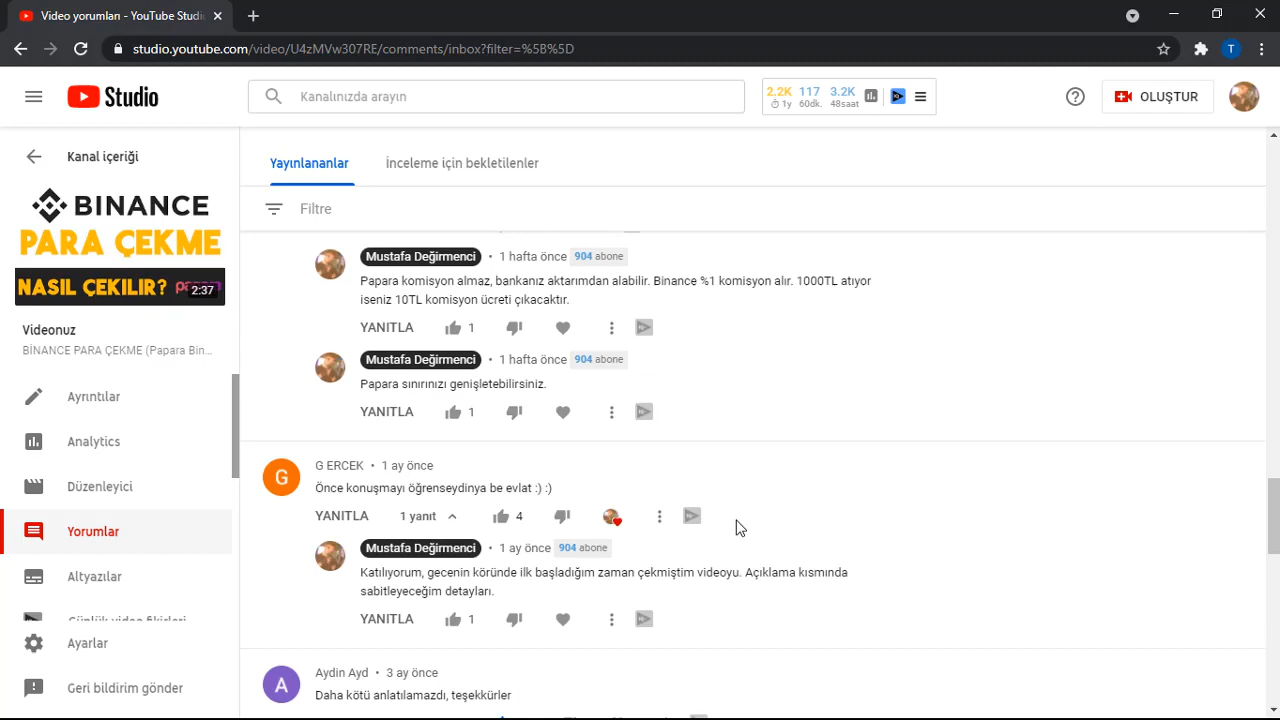 Video yorumları - YouTube Studi
studio.youtube.com/video/U4zMVw307RE/comments/inbox?filter=%5B%5D
T
Studio
Kanalınızda arayın
2.2K 117 3.2K
1y 60dk. 48saat
OLUŞTUR
Kanal içeriği
BINANCE
PARA ÇEKME
NASIL ÇEKILIR? papara
2:37
Videonuz
BİNANCE PARA ÇEKME (Papara Bin...
Ayrıntılar
Analytics
Düzenleyici
Yorumlar
Altyazılar
Günlük video fikirleri
Ayarlar
Geri bildirim gönder
Yayınlananlar
İnceleme için bekletilenler
Filtre
Mustafa Değirmenci • 1 hafta önce 904 abone
Papara komisyon almaz, bankanız aktarımdan alabilir. Binance %1 komisyon alır. 1000TL atıyor
iseniz 10TL komisyon ücreti çıkacaktır.
YANITLA 1
Mustafa Değirmenci • 1 hafta önce 904 abone
Papara sınırınızı genişletebilirsiniz.
YANITLA 1
G
G ERCEK • 1 ay önce
Önce konuşmayı öğrenseydinya be evlat :) :)
YANITLA 1 yanıt 4
Mustafa Değirmenci • 1 ay önce 904 abone
Katılıyorum, gecenin köründe ilk başladığım zaman çekmiştim videoyu. Açıklama kısmında
sabitleyeceğim detayları.
YANITLA 1
A
Aydin Ayd • 3 ay önce
Daha kötü anlatılamazdı, teşekkürler